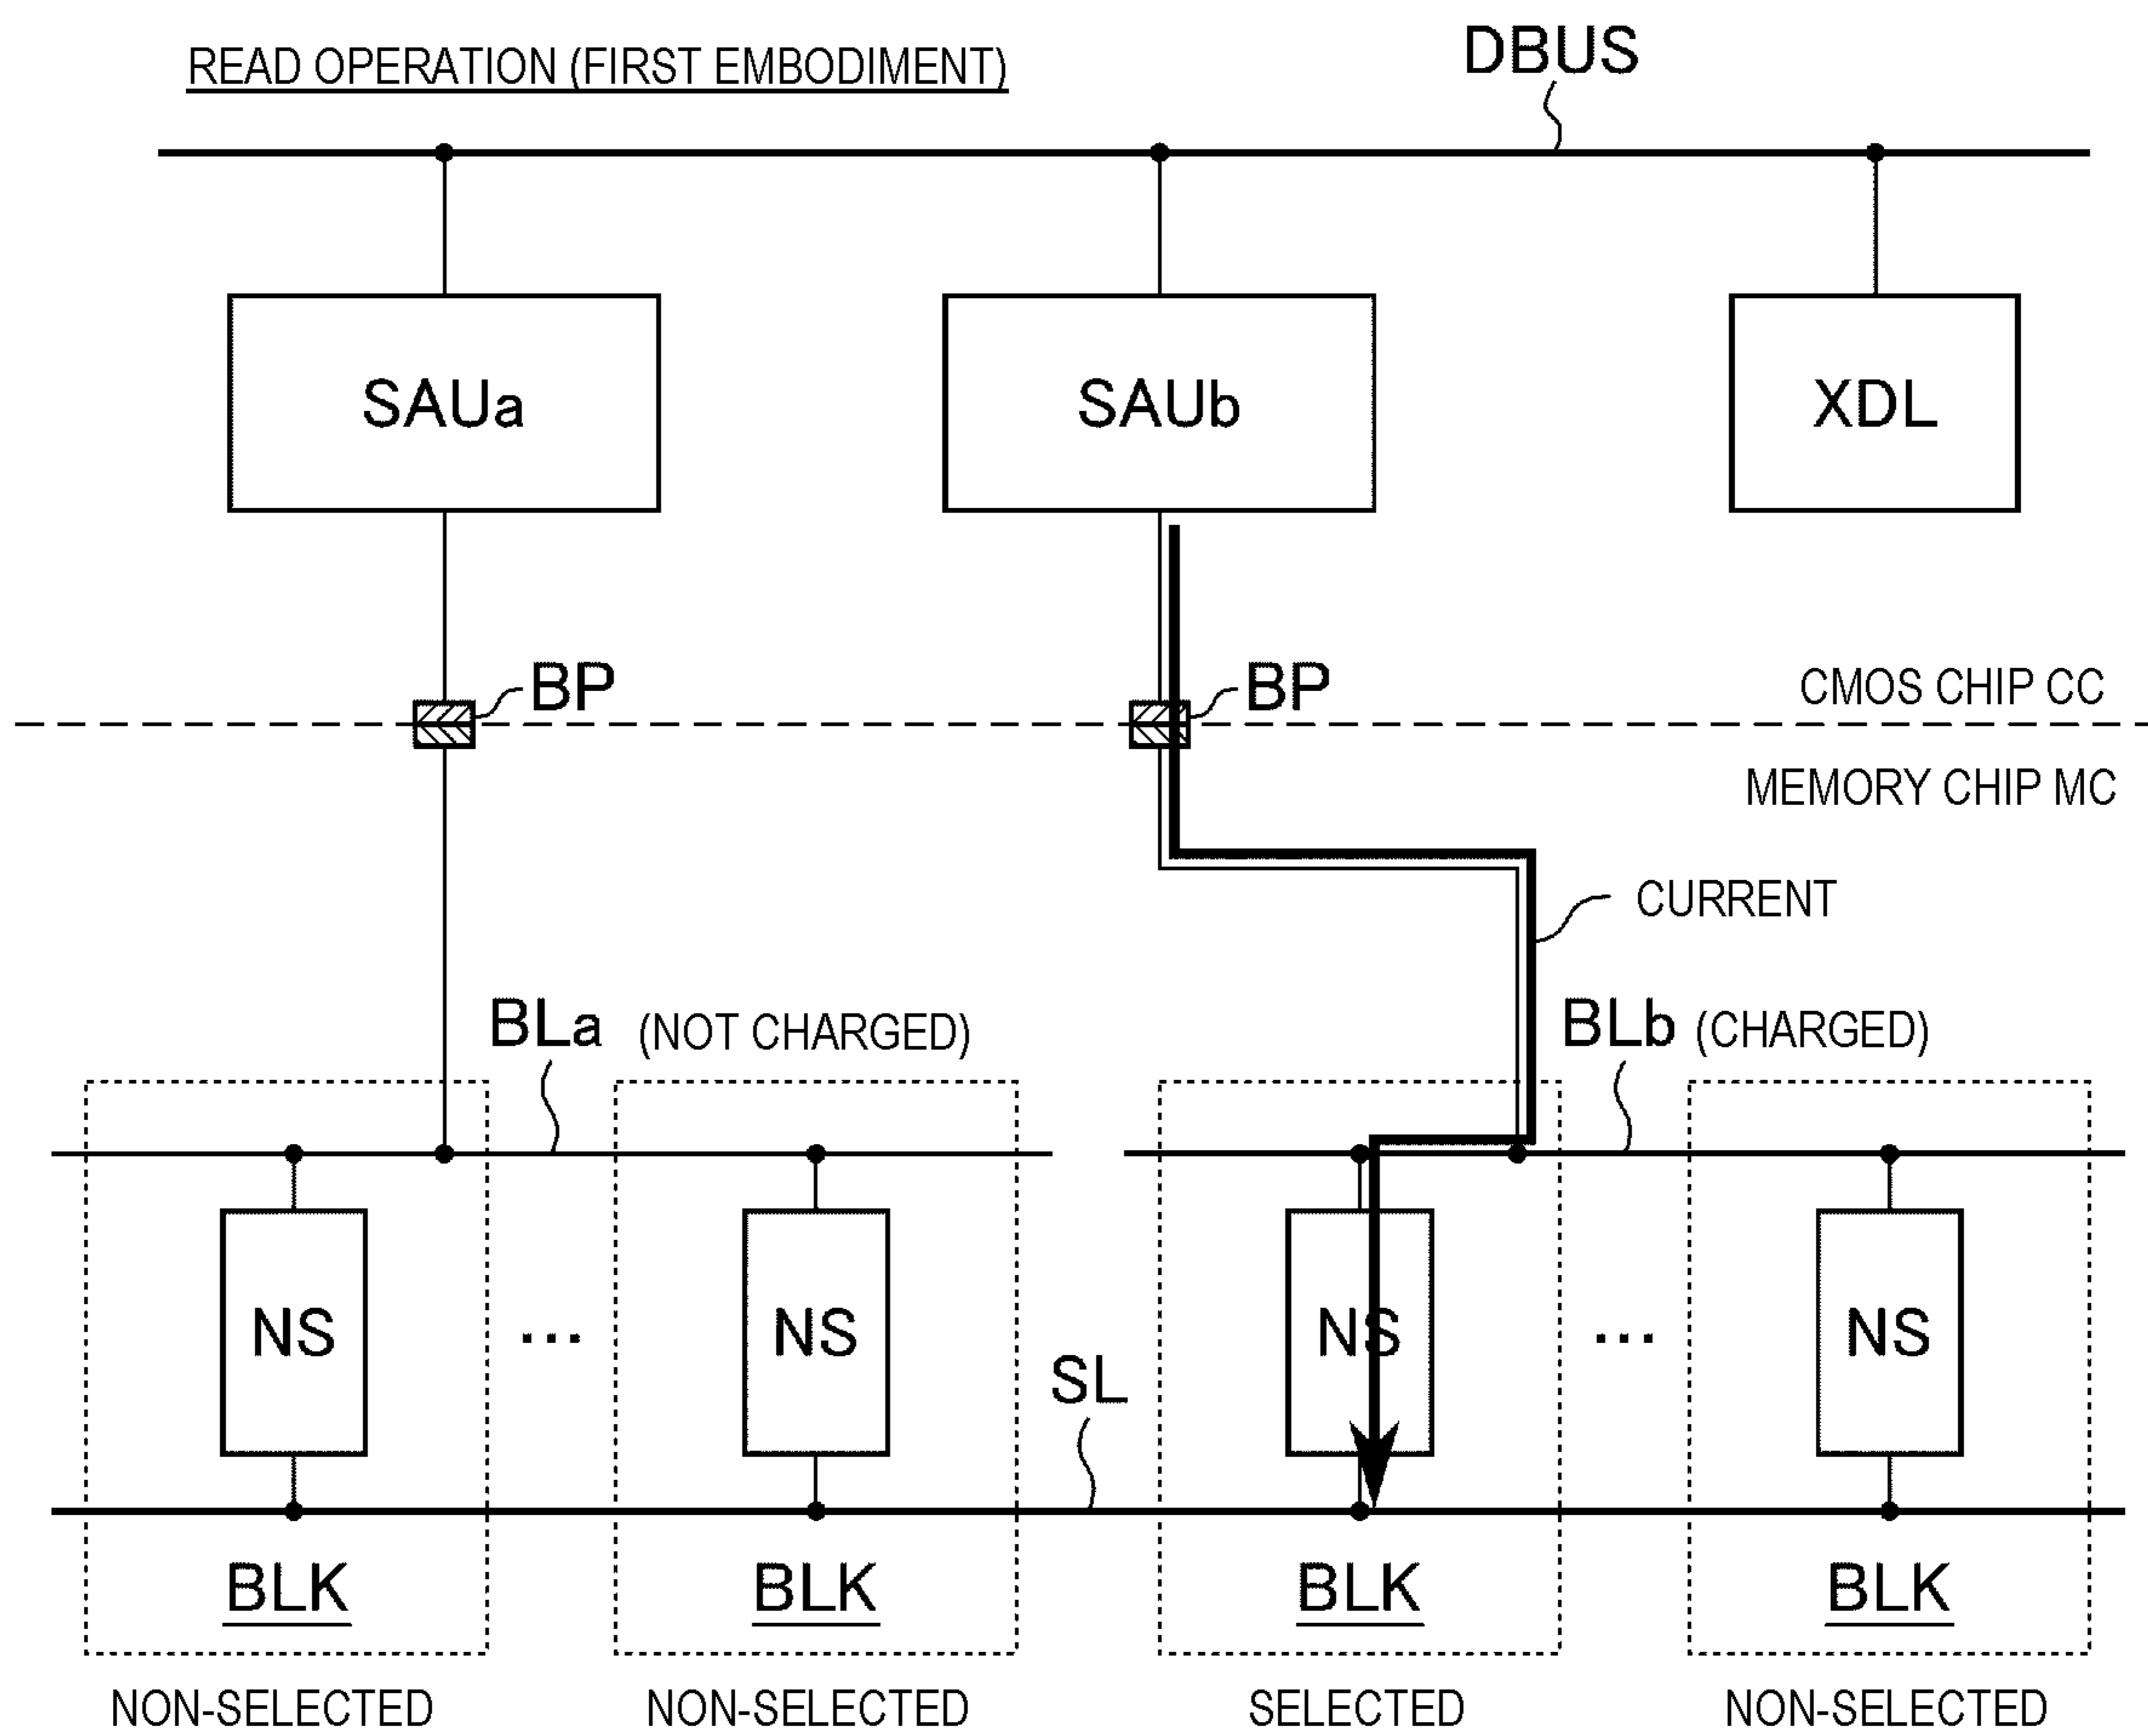 READ OPERATION (FIRST EMBODIMENT)
DBUS
SAUa
SAUb
XDL
BP
BP
CMOS CHIP CC
MEMORY CHIP MC
CURRENT
BLa (NOT CHARGED)
BLb (CHARGED)
NS
...
NS
NS
...
NS
SL
BLK
BLK
BLK
BLK
NON-SELECTED
NON-SELECTED
SELECTED
NON-SELECTED